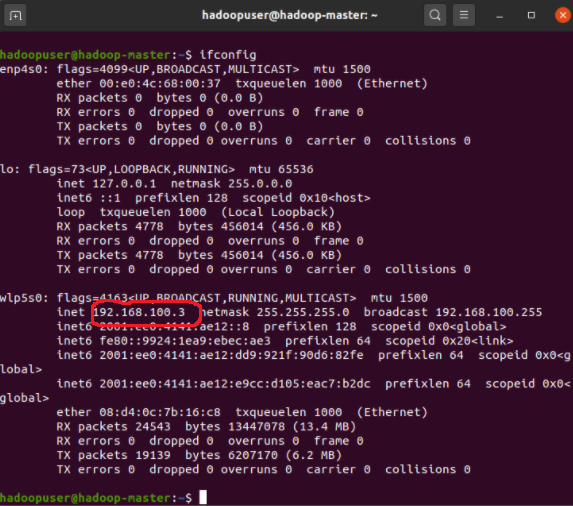 hadoopuser@hadoop-master: ~
hadoopuser@hadoop-master:~$ ifconfig
enp4s0: flags=4099<UP,BROADCAST,MULTICAST>  mtu 1500
        ether 00:e0:4c:68:00:37  txqueuelen 1000  (Ethernet)
        RX packets 0  bytes 0 (0.0 B)
        RX errors 0  dropped 0  overruns 0  frame 0
        TX packets 0  bytes 0 (0.0 B)
        TX errors 0  dropped 0 overruns 0  carrier 0  collisions 0
lo: flags=73<UP,LOOPBACK,RUNNING>  mtu 65536
        inet 127.0.0.1  netmask 255.0.0.0
        inet6 ::1  prefixlen 128  scopeid 0x10<host>
        loop  txqueuelen 1000  (Local Loopback)
        RX packets 4778  bytes 456014 (456.0 KB)
        RX errors 0  dropped 0  overruns 0  frame 0
        TX packets 4778  bytes 456014 (456.0 KB)
        TX errors 0  dropped 0 overruns 0  carrier 0  collisions 0
wlp5s0: flags=4163<UP,BROADCAST,RUNNING,MULTICAST>  mtu 1500
        inet 192.168.100.3  netmask 255.255.255.0  broadcast 192.168.100.255
        inet6 2001:ee0:4141:ae12::8  prefixlen 128  scopeid 0x0<global>
        inet6 fe80::9924:1ea9:ebec:ae3  prefixlen 64  scopeid 0x20<link>
        inet6 2001:ee0:4141:ae12:dd9:921f:90d6:82fe  prefixlen 64  scopeid 0x0<g
lobal>
        inet6 2001:ee0:4141:ae12:e9cc:d105:eac7:b2dc  prefixlen 64  scopeid 0x0<
global>
        ether 08:d4:0c:7b:16:c8  txqueuelen 1000  (Ethernet)
        RX packets 24543  bytes 13447078 (13.4 MB)
        RX errors 0  dropped 0  overruns 0  frame 0
        TX packets 19139  bytes 6207170 (6.2 MB)
        TX errors 0  dropped 0 overruns 0  carrier 0  collisions 0
hadoopuser@hadoop-master:~$